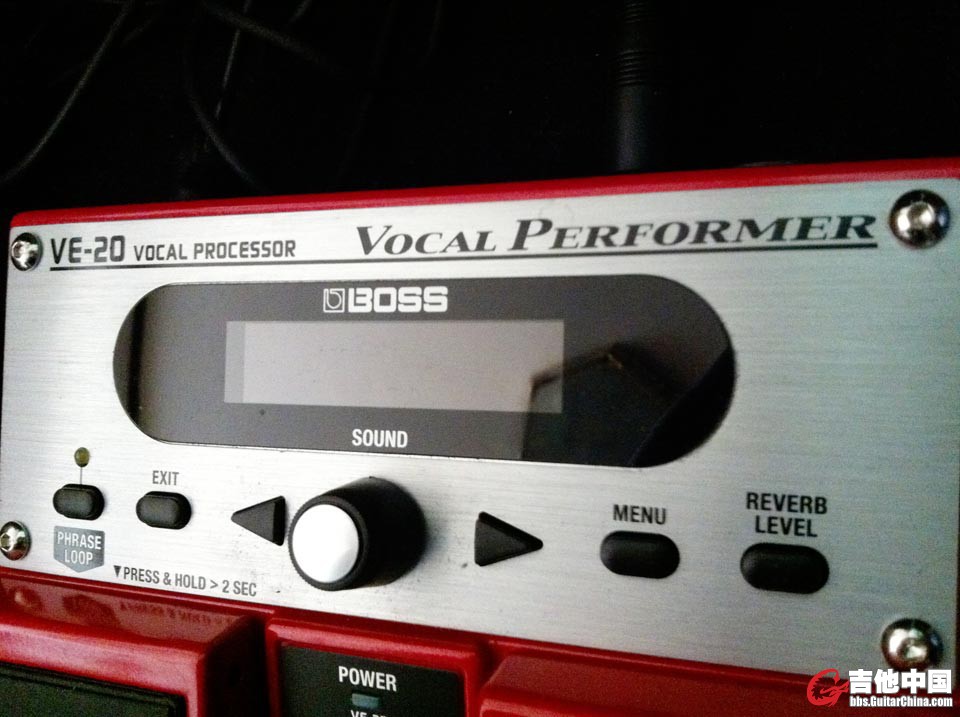 VE-20 VOCAL PROCESSOR
VOCAL PERFORMER
BOSS
SOUND
EXIT
MENU
REVERB
LEVEL
PHRASE
LOOP
▼PRESS & HOLD > 2 SEC
POWER
吉他中国
bbs.GuitarChina.com